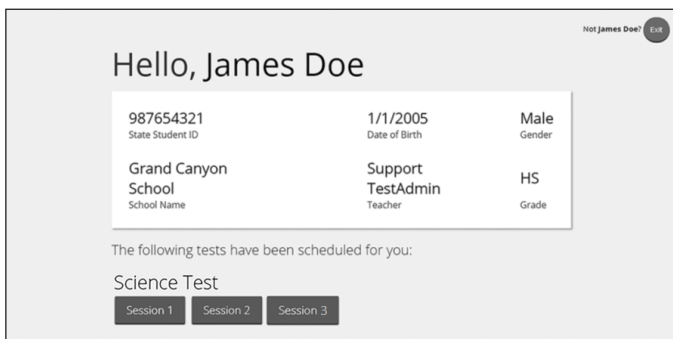 Not James Doe? Exit
Hello, James Doe
987654321 1/1/2005 Male
State Student ID Date of Birth Gender
Grand Canyon Support
School TestAdmin HS
School Name Teacher Grade
The following tests have been scheduled for you:
Science Test
Session 1 Session 2 Session 3